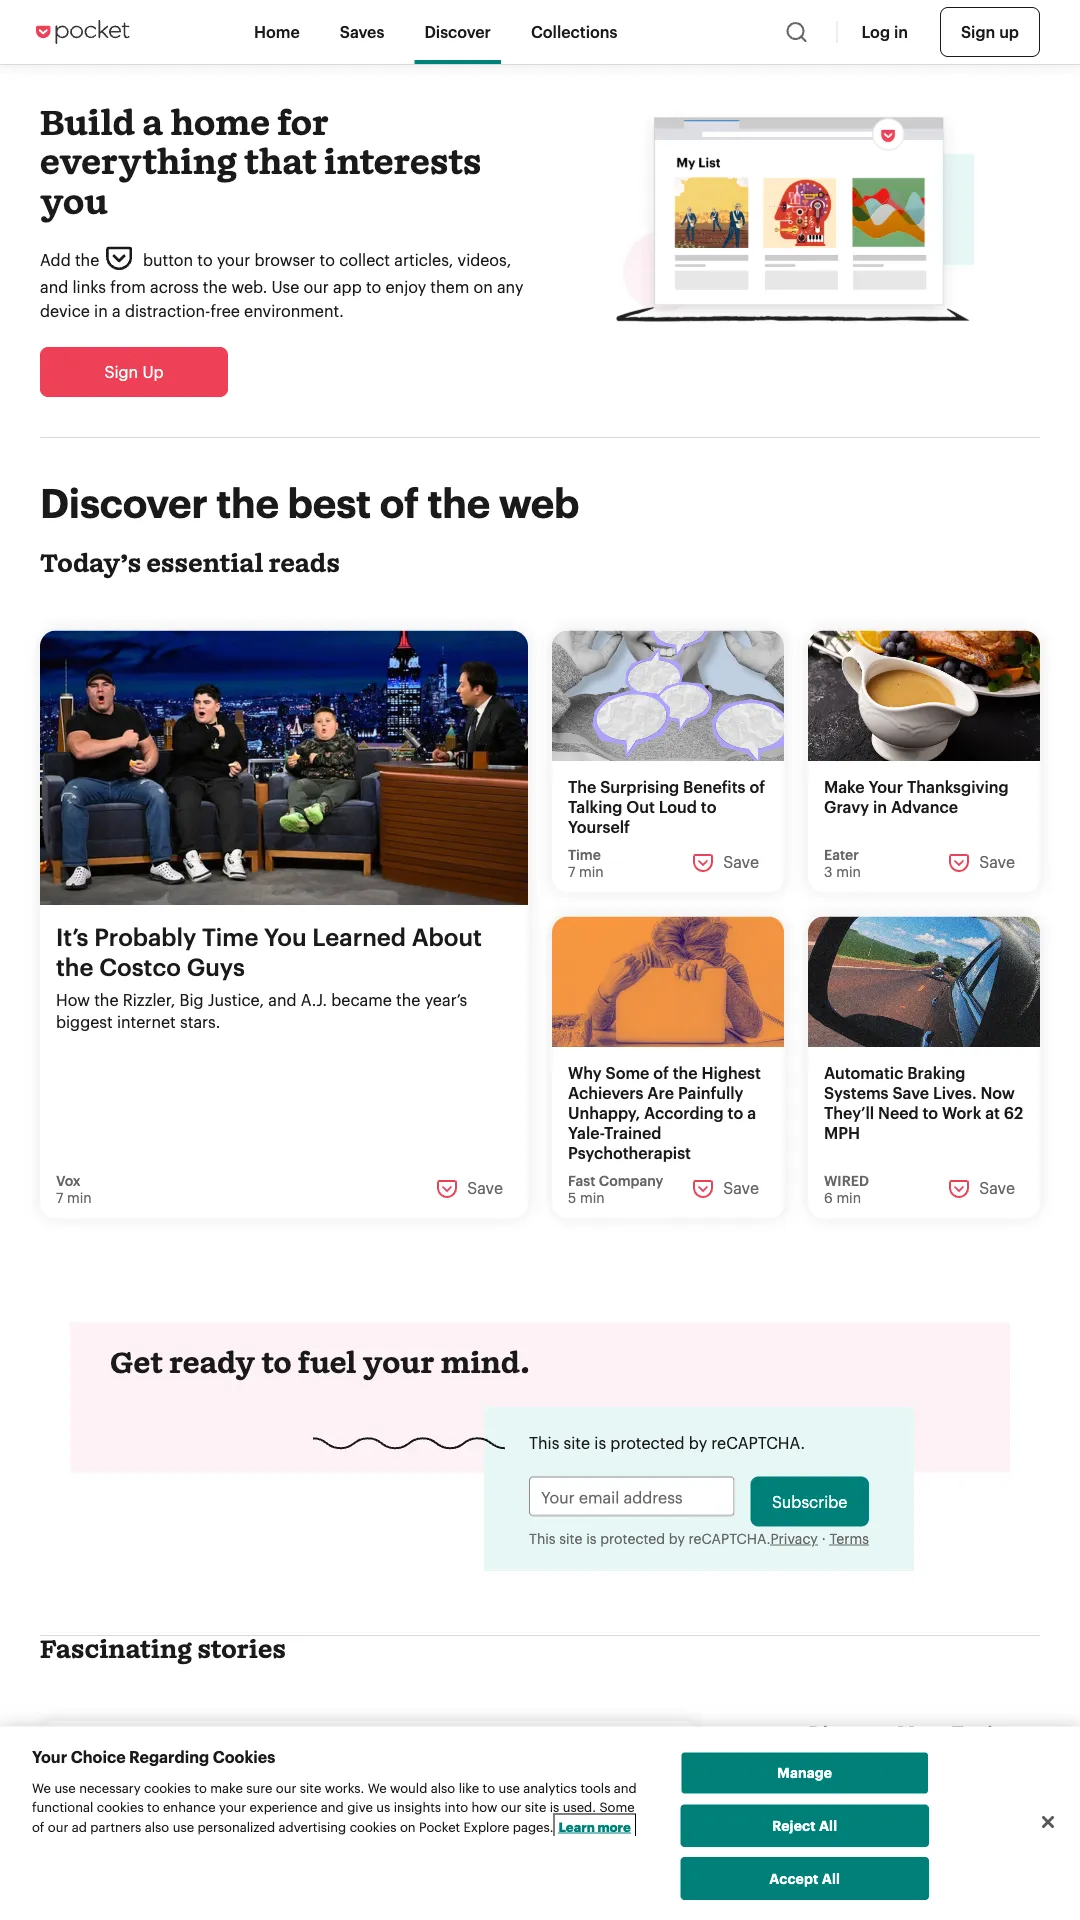 pocket
Home
Saves
Discover
Collections
Log in
Sign up
Build a home for
everything that interests
you
Add the button to your browser to collect articles, videos,
and links from across the web. Use our app to enjoy them on any
device in a distraction-free environment.
Sign Up
My List
Discover the best of the web
Today's essential reads
It's Probably Time You Learned About
the Costco Guys
How the Rizzler, Big Justice, and A.J. became the year's
biggest internet stars.
Vox
7 min
Save
The Surprising Benefits of
Talking Out Loud to
Yourself
Time
7 min
Save
Make Your Thanksgiving
Gravy in Advance
Eater
3 min
Save
Why Some of the Highest
Achievers Are Painfully
Unhappy, According to a
Yale-Trained
Psychotherapist
Fast Company
5 min
Save
Automatic Braking
Systems Save Lives. Now
They'll Need to Work at 62
MPH
WIRED
6 min
Save
Get ready to fuel your mind.
This site is protected by reCAPTCHA.
Your email address
Subscribe
This site is protected by reCAPTCHA.Privacy · Terms
Fascinating stories
Your Choice Regarding Cookies
We use necessary cookies to make sure our site works. We would also like to use analytics tools and
functional cookies to enhance your experience and give us insights into how our site is used. Some
of our ad partners also use personalized advertising cookies on Pocket Explore pages. Learn more
Manage
Reject All
Accept All